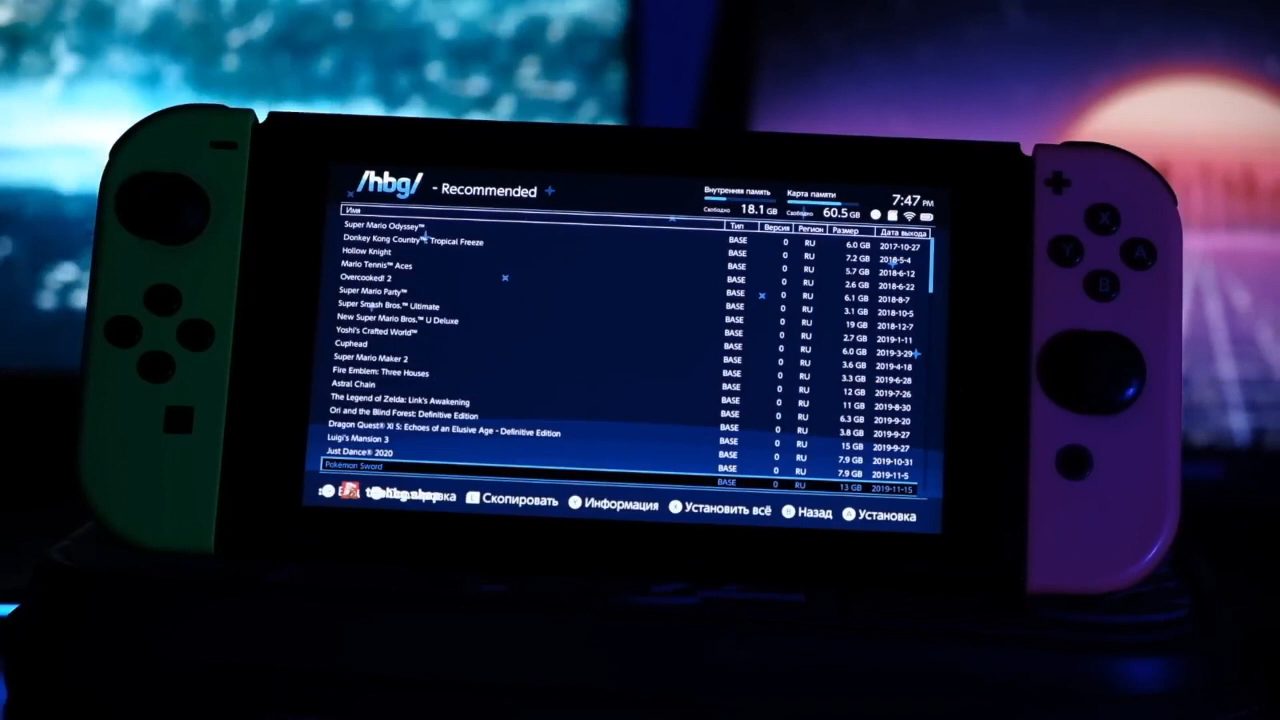 /hbg/ - Recommended
Внутренняя память Карта памяти 7:47 PM
Свободно 18.1 GB Свободно 60.5 GB
Имя Тип Версия Регион Размер Дата выхода
Super Mario Odyssey™ BASE 0 RU 6.0 GB 2017-10-27
Donkey Kong Country™: Tropical Freeze BASE 0 RU 7.2 GB 2018-5-4
Hollow Knight BASE 0 RU 5.7 GB 2018-6-12
Mario Tennis™ Aces BASE 0 RU 2.6 GB 2018-6-22
Overcooked! 2 BASE 0 RU 6.1 GB 2018-8-7
Super Mario Party™ BASE 0 RU 3.1 GB 2018-10-5
Super Smash Bros.™ Ultimate BASE 0 RU 19 GB 2018-12-7
New Super Mario Bros.™ U Deluxe BASE 0 RU 2.7 GB 2019-1-11
Yoshi's Crafted World™ BASE 0 RU 6.0 GB 2019-3-29
Cuphead BASE 0 RU 3.6 GB 2019-4-18
Super Mario Maker 2 BASE 0 RU 3.3 GB 2019-6-28
Fire Emblem: Three Houses BASE 0 RU 12 GB 2019-7-26
Astral Chain BASE 0 RU 11 GB 2019-8-30
The Legend of Zelda: Link's Awakening BASE 0 RU 6.3 GB 2019-9-20
Ori and the Blind Forest: Definitive Edition BASE 0 RU 3.8 GB 2019-9-27
Dragon Quest® XI S: Echoes of an Elusive Age - Definitive Edition BASE 0 RU 15 GB 2019-9-27
Luigi's Mansion 3 BASE 0 RU 7.9 GB 2019-10-31
Just Dance® 2020 BASE 0 RU 7.9 GB 2019-11-5
Pokémon Sword BASE 0 RU 13 GB 2019-11-15
L Скопировать Y Информация X Установить всё B Назад A Установка
X
Y A
B